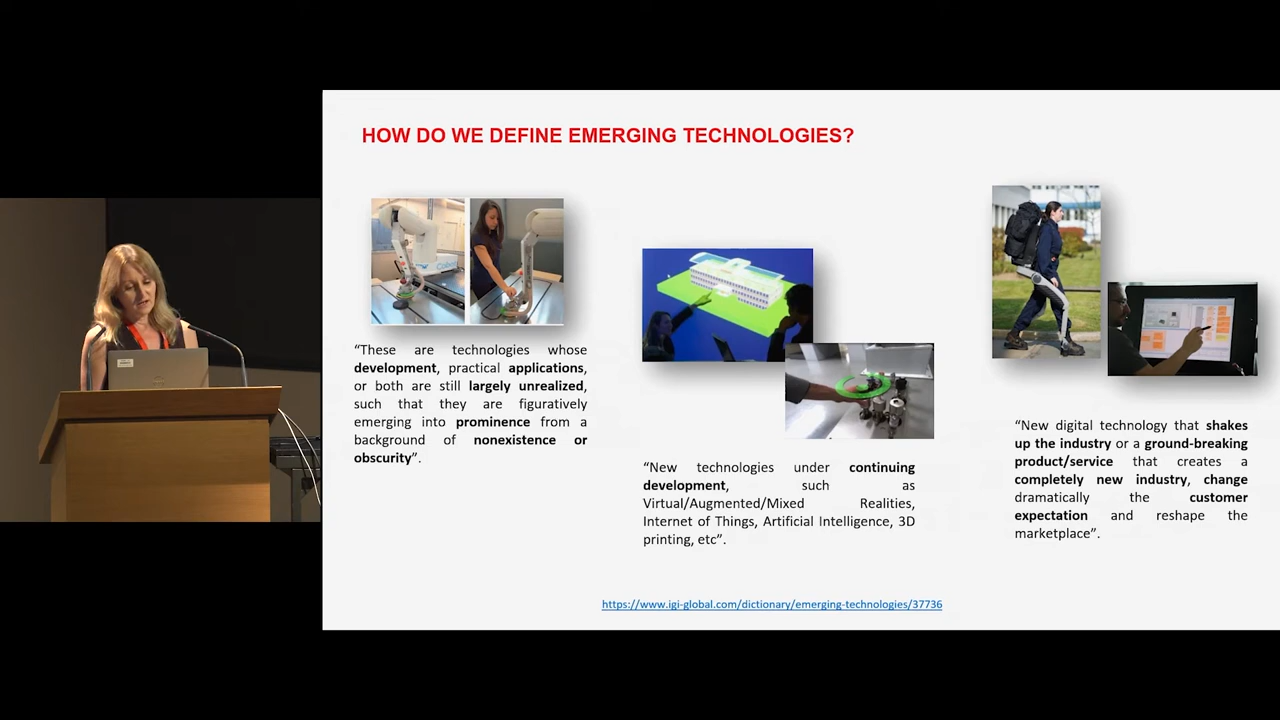 HOW DO WE DEFINE EMERGING TECHNOLOGIES?
“These are technologies whose
development, practical applications,
or both are still largely unrealized,
such that they are figuratively
emerging into prominence from a
background of nonexistence or
obscurity”.
“New technologies under continuing
development, such as
Virtual/Augmented/Mixed Realities,
Internet of Things, Artificial Intelligence, 3D
printing, etc”.
“New digital technology that shakes
up the industry or a ground-breaking
product/service that creates a
completely new industry, change
dramatically the customer
expectation and reshape the
marketplace”.
https://www.igi-global.com/dictionary/emerging-technologies/37736